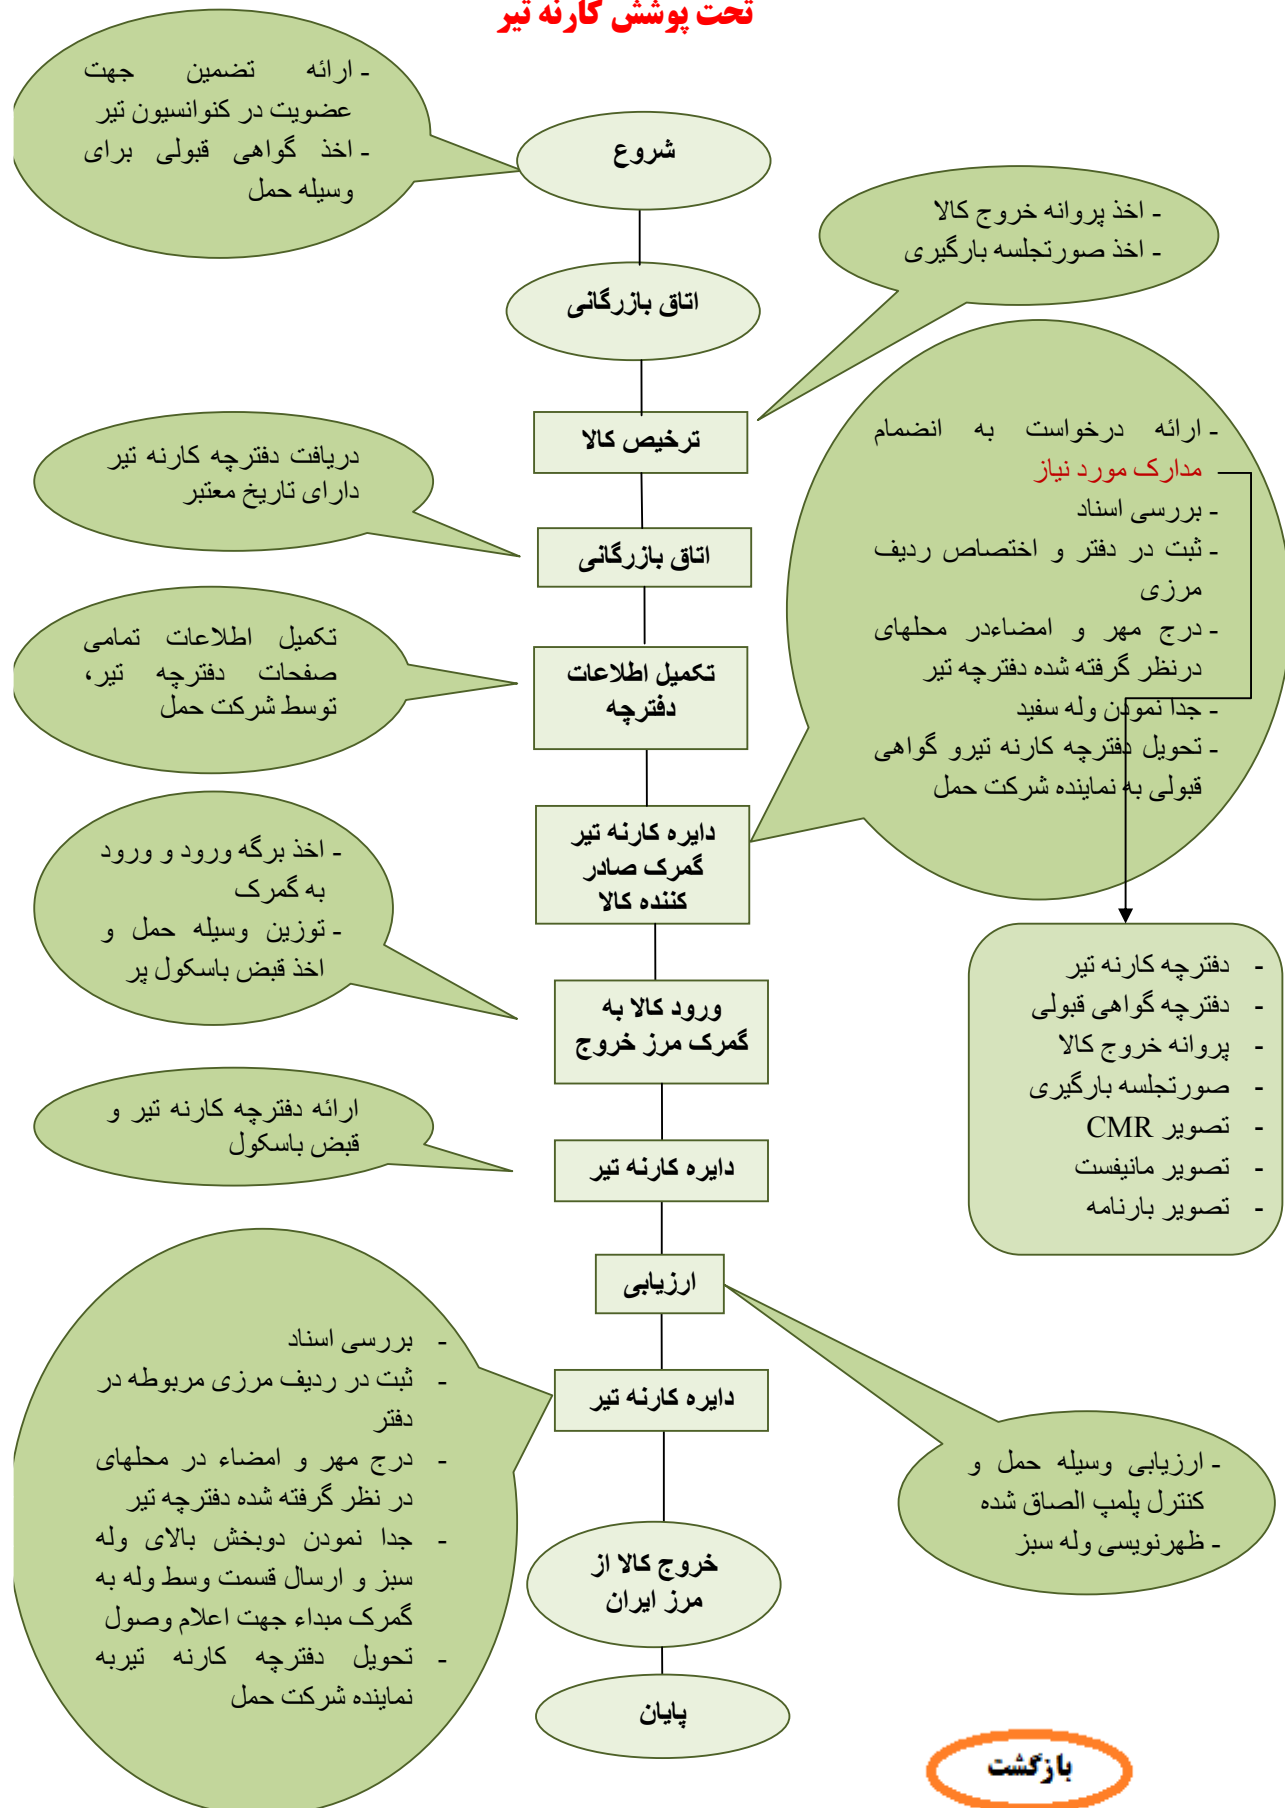 تحت پوشش کارنه تیر
- ارائه تضمین جهت
عضویت در کنوانسیون تیر
- اخذ گواهی قبولی برای
وسیله حمل
شروع
- اخذ پروانه خروج کالا
- اخذ صورتجلسه بارگیری
اتاق بازرگانی
ترخیص کالا
- ارائه درخواست به انضمام
مدارک مورد نیاز
- بررسی اسناد
- ثبت در دفتر و اختصاص ردیف
مرزی
- درج مهر و امضاءدر محلهای
درنظر گرفته شده دفترچه تیر
- جدا نمودن وله سفید
- تحویل دفترچه کارنه تیرو گواهی
قبولی به نماینده شرکت حمل
دریافت دفترچه کارنه تیر
دارای تاریخ معتبر
اتاق بازرگانی
تکمیل اطلاعات تمامی
صفحات دفترچه تیر،
توسط شرکت حمل
تکمیل اطلاعات
دفترچه
دایره کارنه تیر
گمرک صادر
کننده کالا
- اخذ برگه ورود و ورود
به گمرک
- توزین وسیله حمل و
اخذ قبض باسکول پر
ورود کالا به
گمرک مرز خروج
- دفترچه کارنه تیر
- دفترچه گواهی قبولی
- پروانه خروج کالا
- صورتجلسه بارگیری
- تصویر CMR
- تصویر مانیفست
- تصویر بارنامه
ارائه دفترچه کارنه تیر و
قبض باسکول
دایره کارنه تیر
ارزیابی
- بررسی اسناد
- ثبت در ردیف مرزی مربوطه در
دفتر
- درج مهر و امضاء در محلهای
در نظر گرفته شده دفترچه تیر
- جدا نمودن دوبخش بالای وله
سبز و ارسال قسمت وسط وله به
گمرک مبداء جهت اعلام وصول
- تحویل دفترچه کارنه تیربه
نماینده شرکت حمل
دایره کارنه تیر
- ارزیابی وسیله حمل و
کنترل پلمپ الصاق شده
- ظهرنویسی وله سبز
خروج کالا از
مرز ایران
پایان
بازگشت